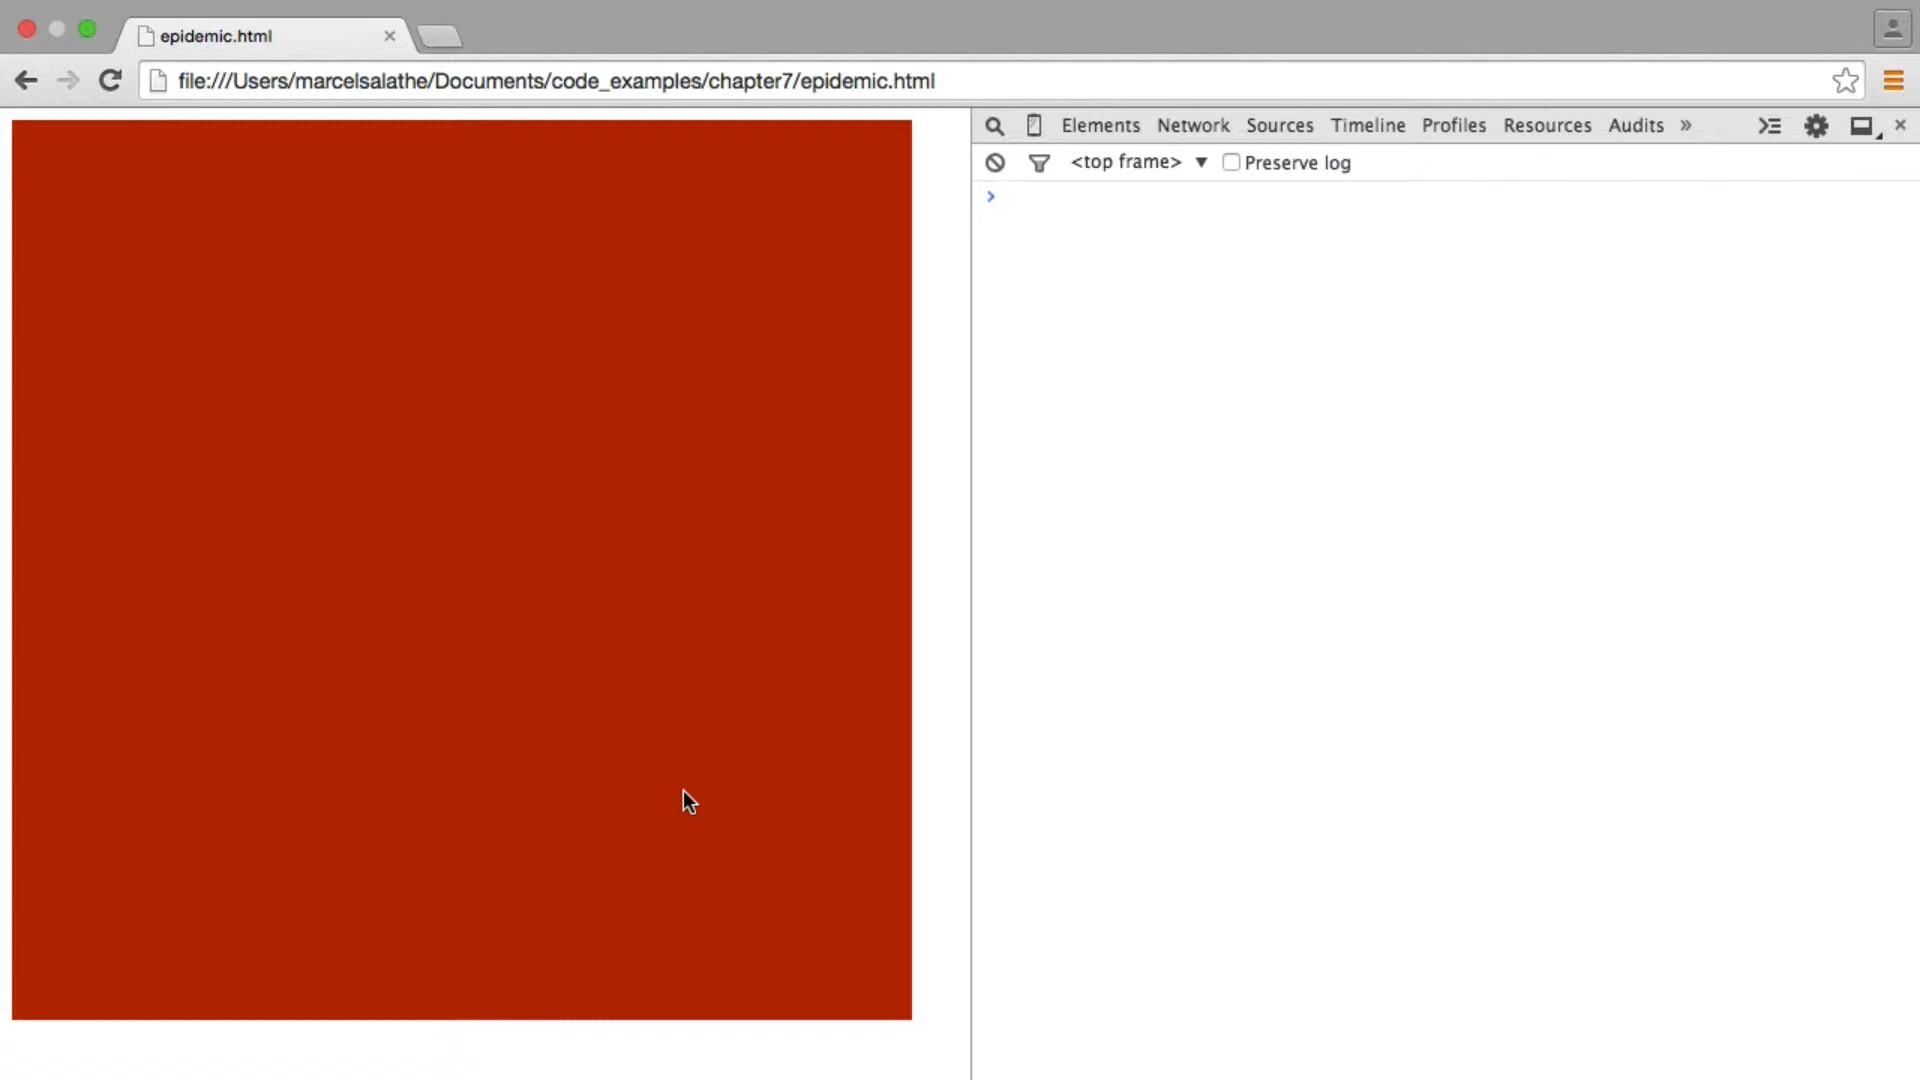 epidemic.html
file:///Users/marcelsalathe/Documents/code_examples/chapter7/epidemic.html
Elements Network Sources Timeline Profiles Resources Audits »
<top frame> ▼ Preserve log
>